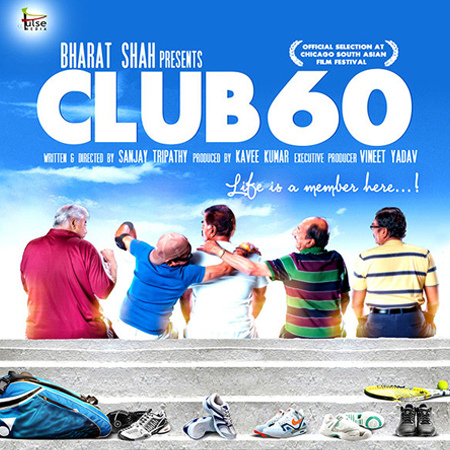 Pulse
MEDIA
BHARAT SHAH PRESENTS
OFFICIAL SELECTION AT
CHICAGO SOUTH ASIAN
FILM FESTIVAL
CLUB 60
WRITTEN & DIRECTED BY SANJAY TRIPATHY PRODUCED BY KAVEE KUMAR EXECUTIVE PRODUCER VINEET YADAV
Life is a member here...!